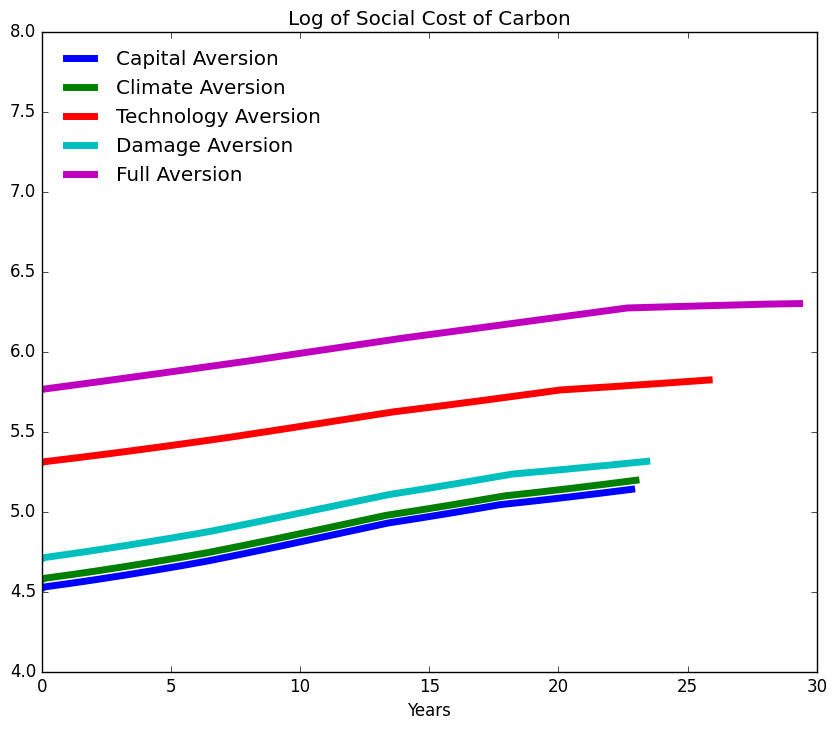 Log of Social Cost of Carbon
8.0
7.5
7.0
6.5
6.0
5.5
5.0
4.5
4.0
Capital Aversion
Climate Aversion
Technology Aversion
Damage Aversion
Full Aversion
0 5 10 15 20 25 30
Years